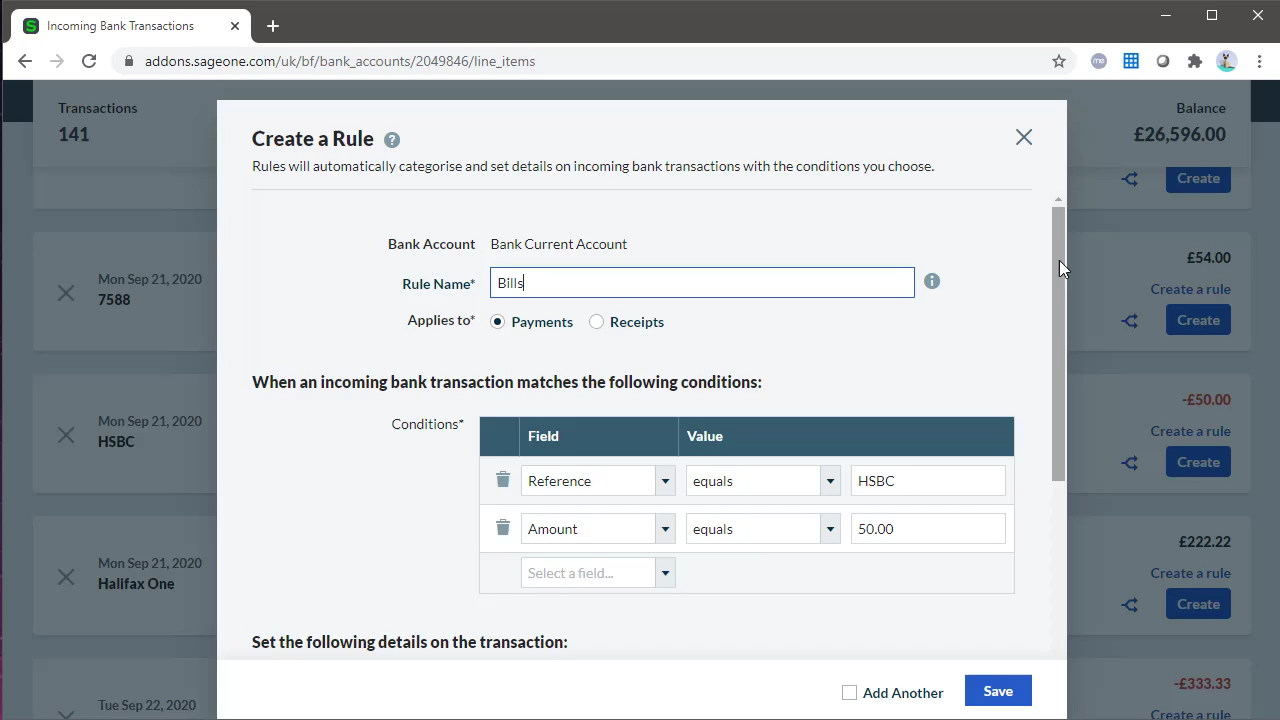 Incoming Bank Transactions
addons.sageone.com/uk/bf/bank_accounts/2049846/line_items
me
Transactions
141
Balance
£26,596.00
Create
Create a Rule ?
Rules will automatically categorise and set details on incoming bank transactions with the conditions you choose.
Bank Account Bank Current Account
Rule Name* Bills
Applies to* Payments Receipts
When an incoming bank transaction matches the following conditions:
Conditions*
Field Value
Reference equals HSBC
Amount equals 50.00
Select a field...
Set the following details on the transaction:
Add Another Save
Mon Sep 21, 2020
7588
£54.00
Create a rule
Create
Mon Sep 21, 2020
HSBC
-£50.00
Create a rule
Create
Mon Sep 21, 2020
Halifax One
£222.22
Create a rule
Create
Tue Sep 22, 2020
-£333.33
Create a rule